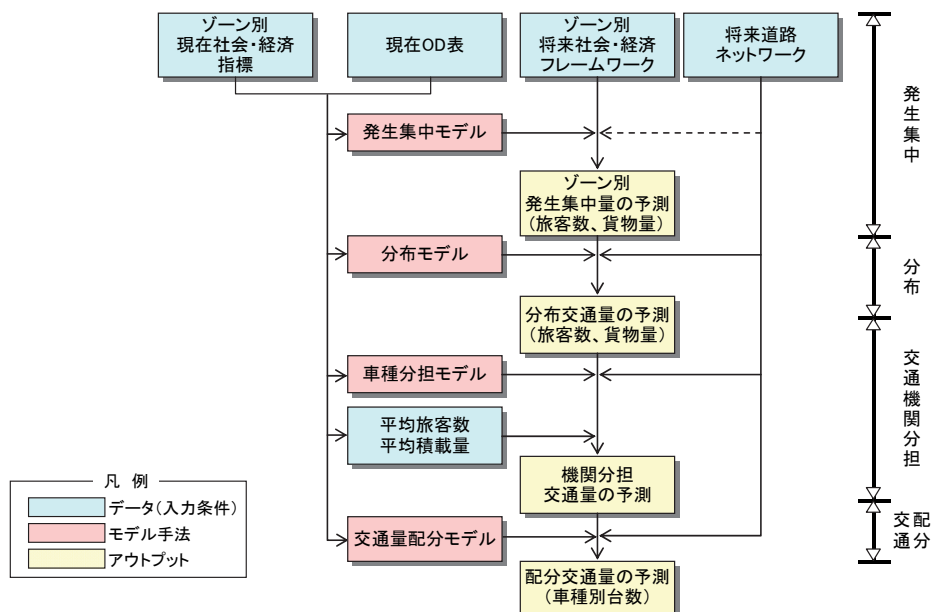 ゾーン別
現在社会・経済
指標
現在OD表
ゾーン別
将来社会・経済
フレームワーク
将来道路
ネットワーク
発生集中モデル
ゾーン別
発生集中量の予測
(旅客数、貨物量)
分布モデル
分布交通量の予測
(旅客数、貨物量)
車種分担モデル
平均旅客数
平均積載量
機関分担
交通量の予測
交通量配分モデル
配分交通量の予測
(車種別台数)
発生集中
分布
交通機関分担
配分
交通
凡 例
データ(入力条件)
モデル手法
アウトプット